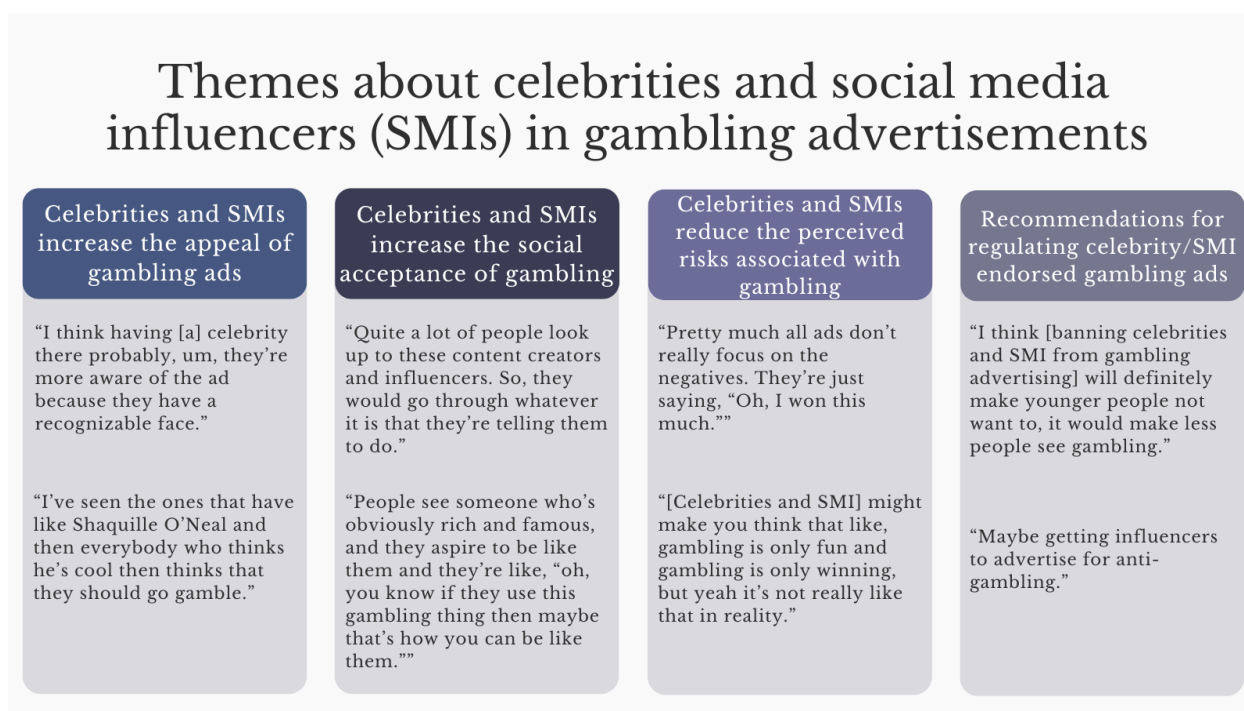 Themes about celebrities and social media
influencers (SMIs) in gambling advertisements
Celebrities and SMIs
increase the appeal of
gambling ads
“I think having [a] celebrity
there probably, um, they’re
more aware of the ad
because they have a
recognizable face.”
“I’ve seen the ones that have
like Shaquille O’Neal and
then everybody who thinks
he’s cool then thinks that
they should go gamble.”
Celebrities and SMIs
increase the social
acceptance of gambling
“Quite a lot of people look
up to these content creators
and influencers. So, they
would go through whatever
it is that they’re telling them
to do.”
“People see someone who’s
obviously rich and famous,
and they aspire to be like
them and they’re like, “oh,
you know if they use this
gambling thing then maybe
that’s how you can be like
them.””
Celebrities and SMIs
reduce the perceived
risks associated with
gambling
“Pretty much all ads don’t
really focus on the
negatives. They’re just
saying, “Oh, I won this
much.””
“[Celebrities and SMI] might
make you think that like,
gambling is only fun and
gambling is only winning,
but yeah it’s not really like
that in reality.”
Recommendations for
regulating celebrity/SMI
endorsed gambling ads
“I think [banning celebrities
and SMI from gambling
advertising] will definitely
make younger people not
want to, it would make less
people see gambling.”
“Maybe getting influencers
to advertise for anti-
gambling.”